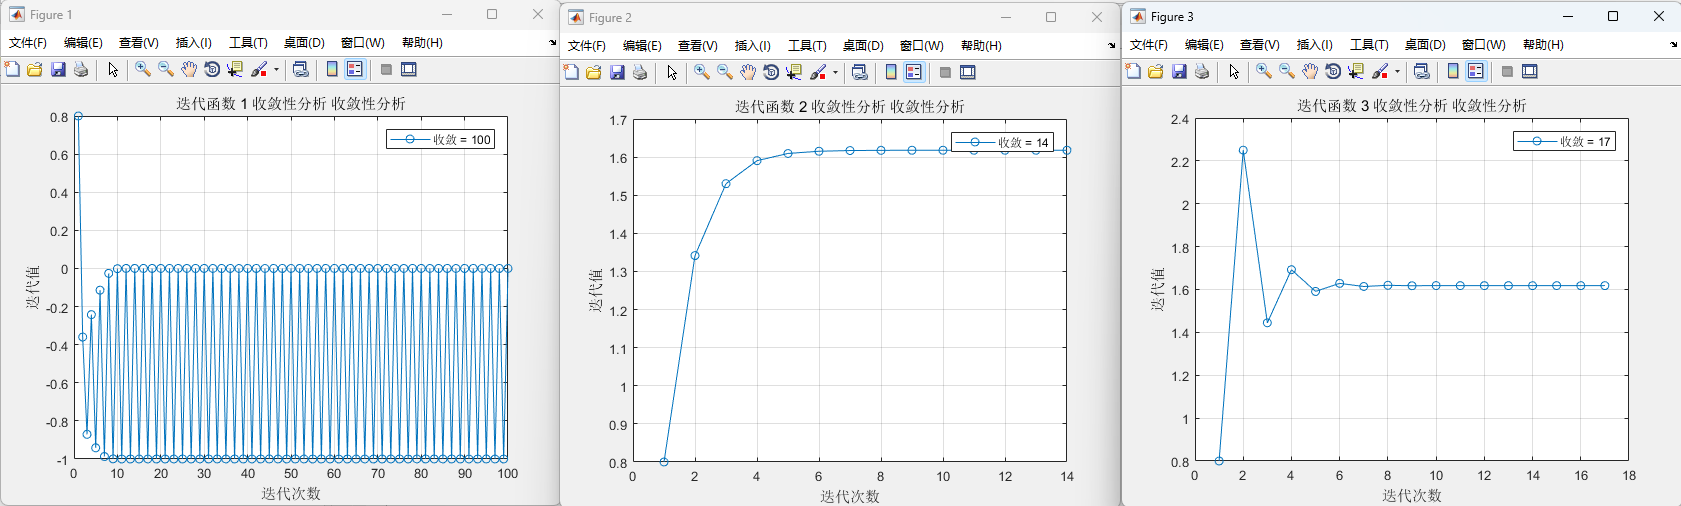 Figure 1
文件(F) 编辑(E) 查看(V) 插入(I) 工具(T) 桌面(D) 窗口(W) 帮助(H)
迭代函数 1 收敛性分析 收敛性分析
收敛 = 100
0.8
0.6
0.4
0.2
0
-0.2
-0.4
-0.6
-0.8
-1
迭代值
0 10 20 30 40 50 60 70 80 90 100
迭代次数
Figure 2
文件(F) 编辑(E) 查看(V) 插入(I) 工具(T) 桌面(D) 窗口(W) 帮助(H)
迭代函数 2 收敛性分析 收敛性分析
收敛 = 14
1.7
1.6
1.5
1.4
1.3
1.2
1.1
1
0.9
0.8
迭代值
0 2 4 6 8 10 12 14
迭代次数
Figure 3
文件(F) 编辑(E) 查看(V) 插入(I) 工具(T) 桌面(D) 窗口(W) 帮助(H)
迭代函数 3 收敛性分析 收敛性分析
收敛 = 17
2.4
2.2
2
1.8
1.6
1.4
1.2
1
0.8
迭代值
0 2 4 6 8 10 12 14 16 18
迭代次数